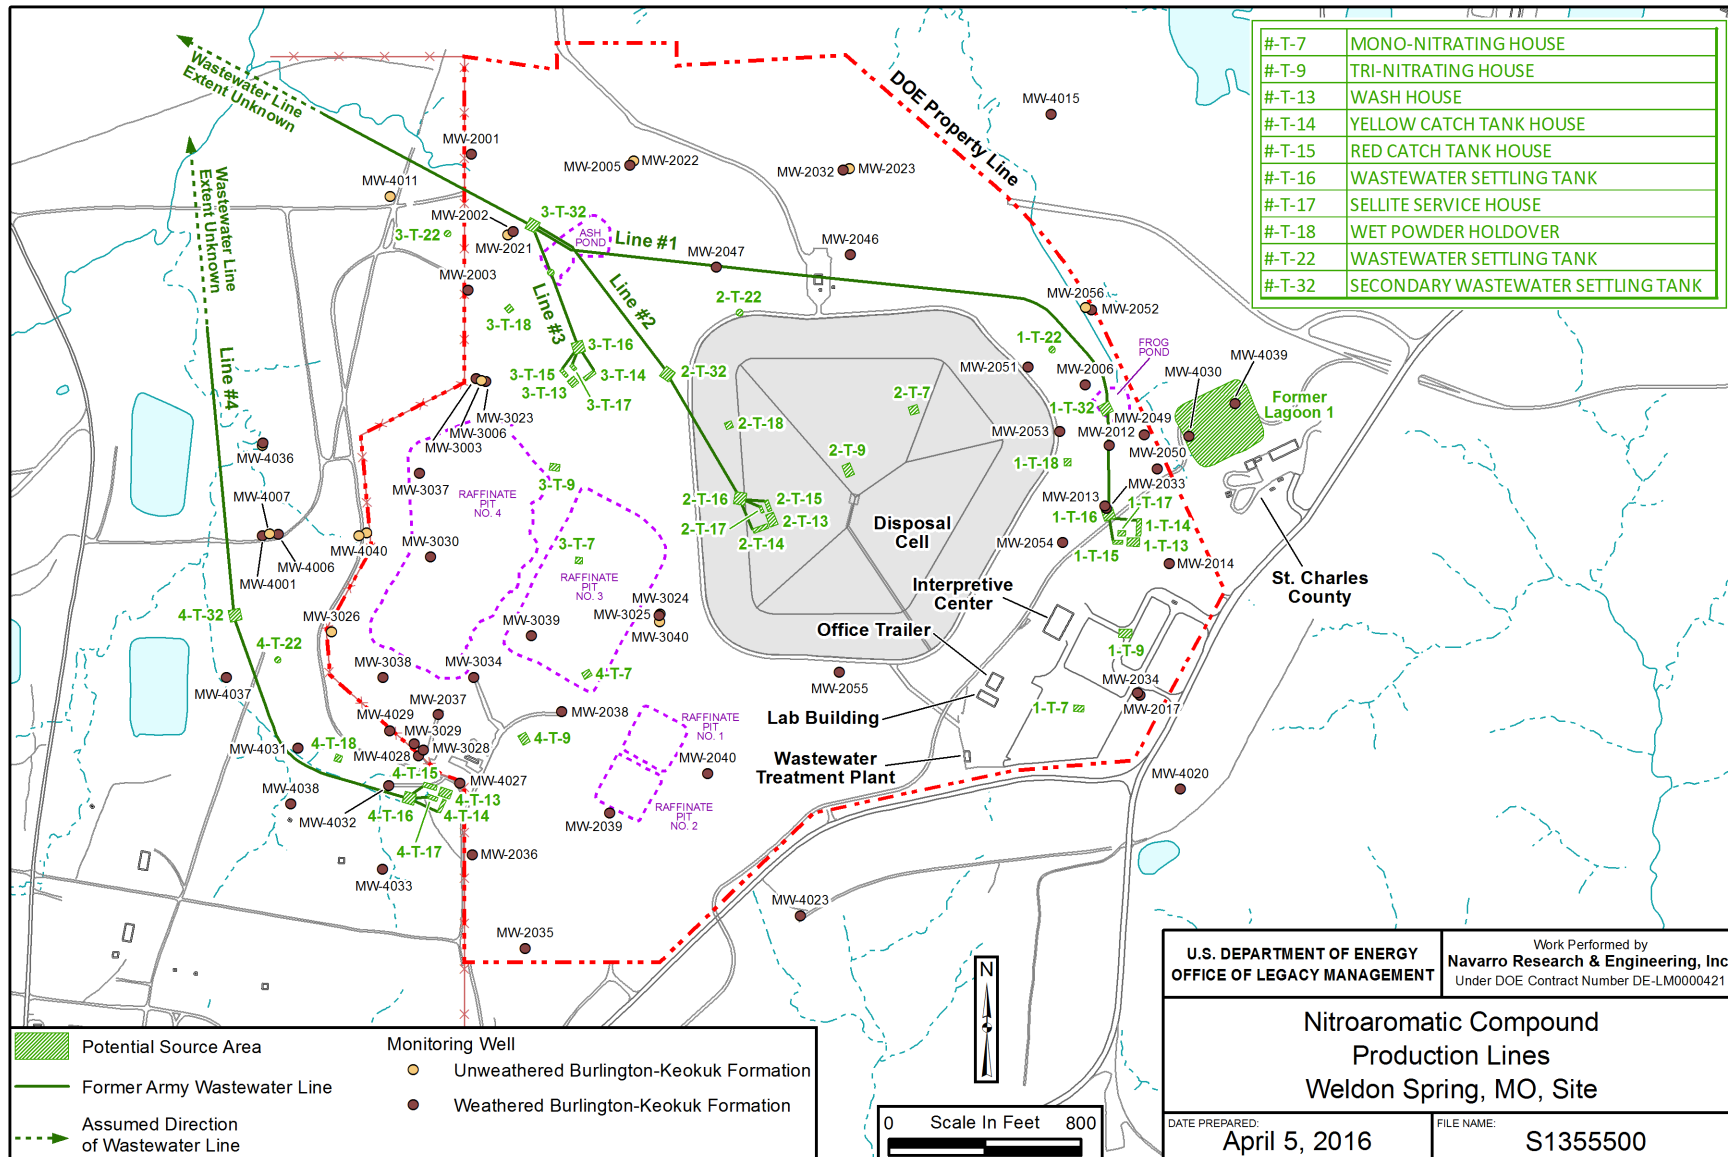 #-T-7 MONO-NITRATING HOUSE
#-T-9 TRI-NITRATING HOUSE
#-T-13 WASH HOUSE
#-T-14 YELLOW CATCH TANK HOUSE
#-T-15 RED CATCH TANK HOUSE
#-T-16 WASTEWATER SETTLING TANK
#-T-17 SELLITE SERVICE HOUSE
#-T-18 WET POWDER HOLDOVER
#-T-22 WASTEWATER SETTLING TANK
#-T-32 SECONDARY WASTEWATER SETTLING TANK
Wastewater Line
Extent Unknown
Wastewater Line
Extent Unknown
DOE Property Line
MW-4015
MW-2001
MW-2005
MW-2022
MW-2032
MW-2023
MW-4011
MW-2002
3-T-32
3-T-22
MW-2021
ASH
POND
Line #1
MW-2047
MW-2046
MW-2003
Line #3
Line #2
3-T-18
2-T-22
MW-2056
MW-2052
1-T-22
FROG
POND
3-T-16
MW-2051
MW-2006
MW-4030
MW-4039
3-T-15
3-T-14
3-T-13
3-T-17
2-T-32
2-T-7
Line #4
1-T-32
Former
Lagoon 1
MW-3023
MW-3006
MW-3003
2-T-18
MW-2053
MW-2049
MW-2012
MW-4036
MW-2050
2-T-9
1-T-18
3-T-9
MW-3037
RAFFINATE
PIT
NO. 4
MW-4007
2-T-16
2-T-15
2-T-17
2-T-13
2-T-14
MW-2013
MW-2033
1-T-17
1-T-16
1-T-14
1-T-15
1-T-13
Disposal
Cell
MW-4040
MW-3030
3-T-7
MW-2054
MW-2014
MW-4006
MW-4001
RAFFINATE
PIT
NO. 3
Interpretive
Center
St. Charles
County
4-T-32
MW-3026
MW-3024
MW-3025
MW-3040
MW-3039
Office Trailer
4-T-22
1-T-9
MW-3038
MW-3034
4-T-7
MW-2055
MW-4037
MW-2034
MW-2017
MW-2037
MW-2038
1-T-7
Lab Building
MW-4029
MW-3029
RAFFINATE
PIT
NO. 1
MW-4031
4-T-18
MW-4028
MW-3028
4-T-9
Wastewater
Treatment Plant
MW-2040
4-T-15
MW-4027
MW-4020
MW-4038
4-T-13
MW-4032
4-T-16
4-T-14
MW-2039
RAFFINATE
PIT
NO. 2
4-T-17
MW-2036
MW-4033
MW-4023
MW-2035
N
U.S. DEPARTMENT OF ENERGY
OFFICE OF LEGACY MANAGEMENT
Work Performed by
Navarro Research & Engineering, Inc
Under DOE Contract Number DE-LM0000421
Nitroaromatic Compound
Production Lines
Weldon Spring, MO, Site
DATE PREPARED:
April 5, 2016
FILE NAME:
S1355500
Potential Source Area
Former Army Wastewater Line
Assumed Direction
of Wastewater Line
Monitoring Well
Unweathered Burlington-Keokuk Formation
Weathered Burlington-Keokuk Formation
0 Scale In Feet 800